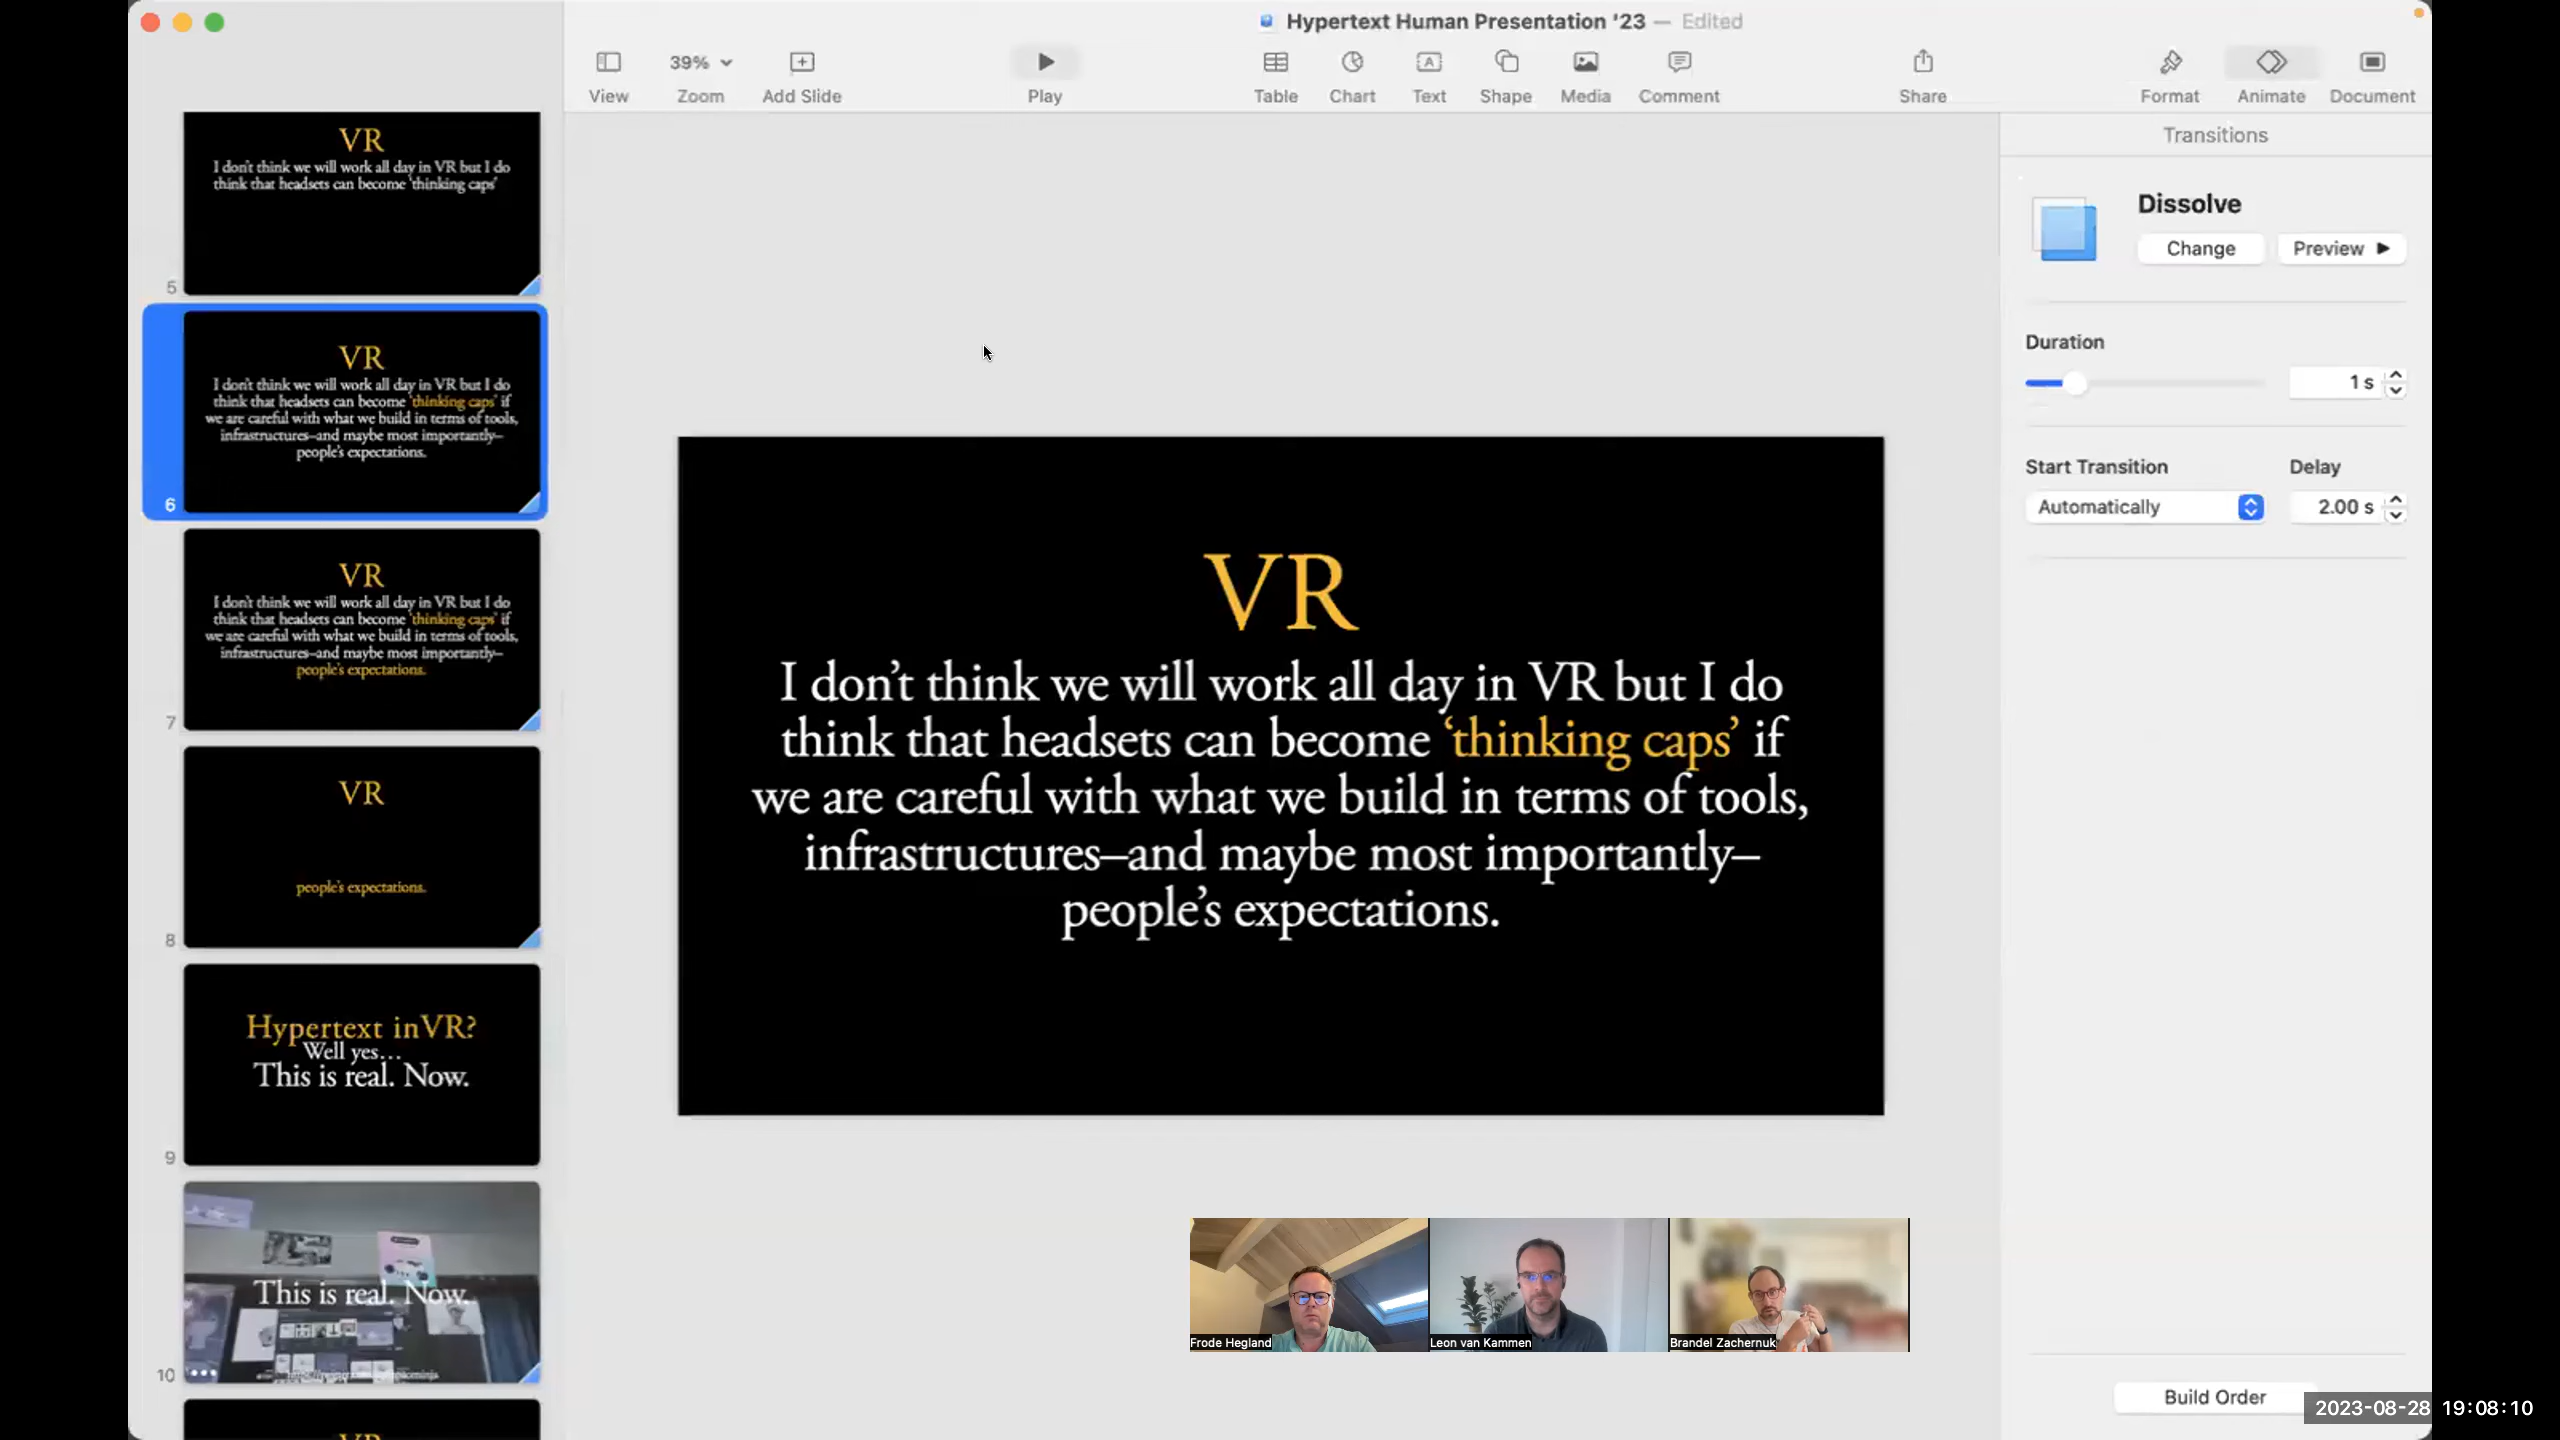 Hypertext Human Presentation '23 — Edited
View
39%
Zoom
Add Slide
Play
Table
Chart
Text
Shape
Media
Comment
Share
Format
Animate
Document
VR
I don't think we will work all day in VR but I do
think that headsets can become 'thinking caps'
5
VR
I don't think we will work all day in VR but I do
think that headsets can become 'thinking caps' if
we are careful with what we build in terms of tools,
infrastructures–and maybe most importantly–
people's expectations.
6
VR
I don't think we will work all day in VR but I do
think that headsets can become 'thinking caps' if
we are careful with what we build in terms of tools,
infrastructures–and maybe most importantly–
people's expectations.
7
VR
people's expectations.
8
Hypertext inVR?
Well yes…
This is real. Now.
9
This is real. Now.
10
VR
VR
I don’t think we will work all day in VR but I do
think that headsets can become ‘thinking caps’ if
we are careful with what we build in terms of tools,
infrastructures–and maybe most importantly–
people’s expectations.
Transitions
Dissolve
Change
Preview
Duration
1 s
Start Transition
Delay
Automatically
2.00 s
Frode Hegland
Leon van Kammen
Brandel Zachernuk
Build Order
2023-08-28 19:08:10